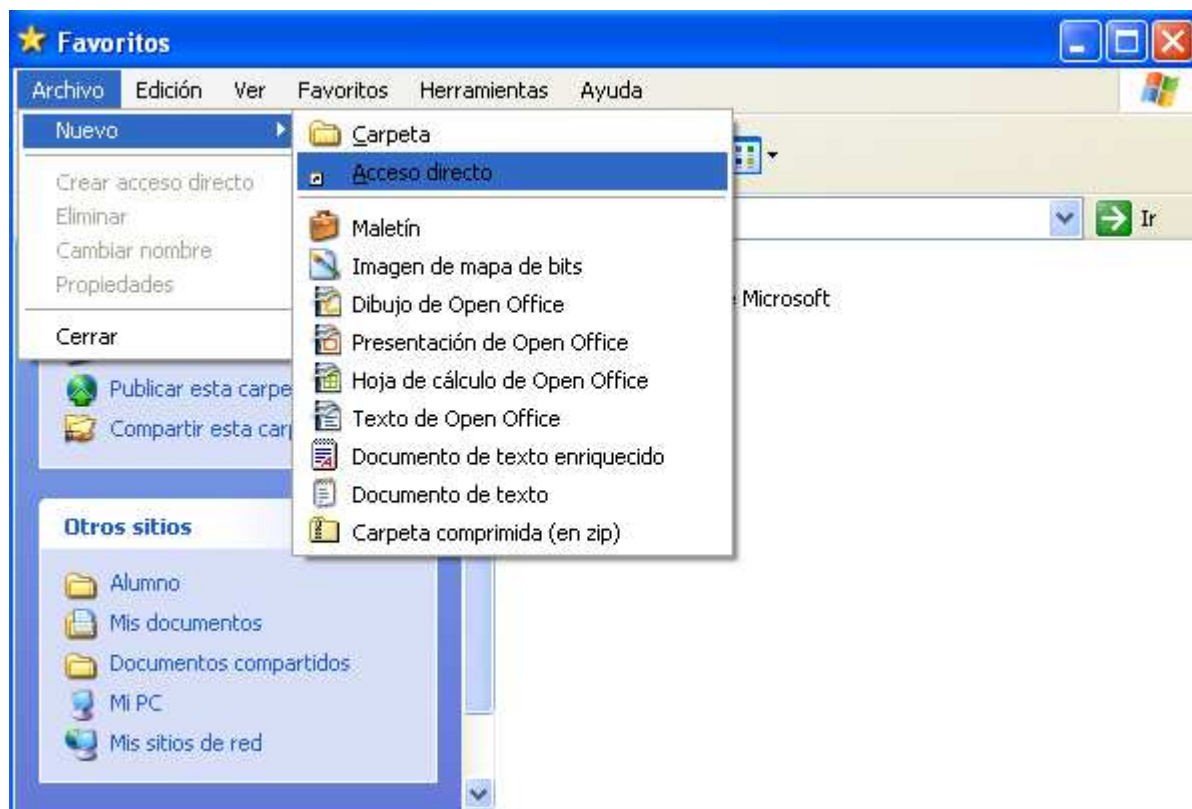 Favoritos
Archivo Edición Ver Favoritos Herramientas Ayuda
Nuevo
Crear acceso directo
Eliminar
Cambiar nombre
Propiedades
Cerrar
Carpeta
Acceso directo
Maletín
Imagen de mapa de bits
Dibujo de Open Office
Presentación de Open Office
Hoja de cálculo de Open Office
Texto de Open Office
Documento de texto enriquecido
Documento de texto
Carpeta comprimida (en zip)
Ir
Microsoft
Publicar esta carpe
Compartir esta car
Otros sitios
Alumno
Mis documentos
Documentos compartidos
Mi PC
Mis sitios de red